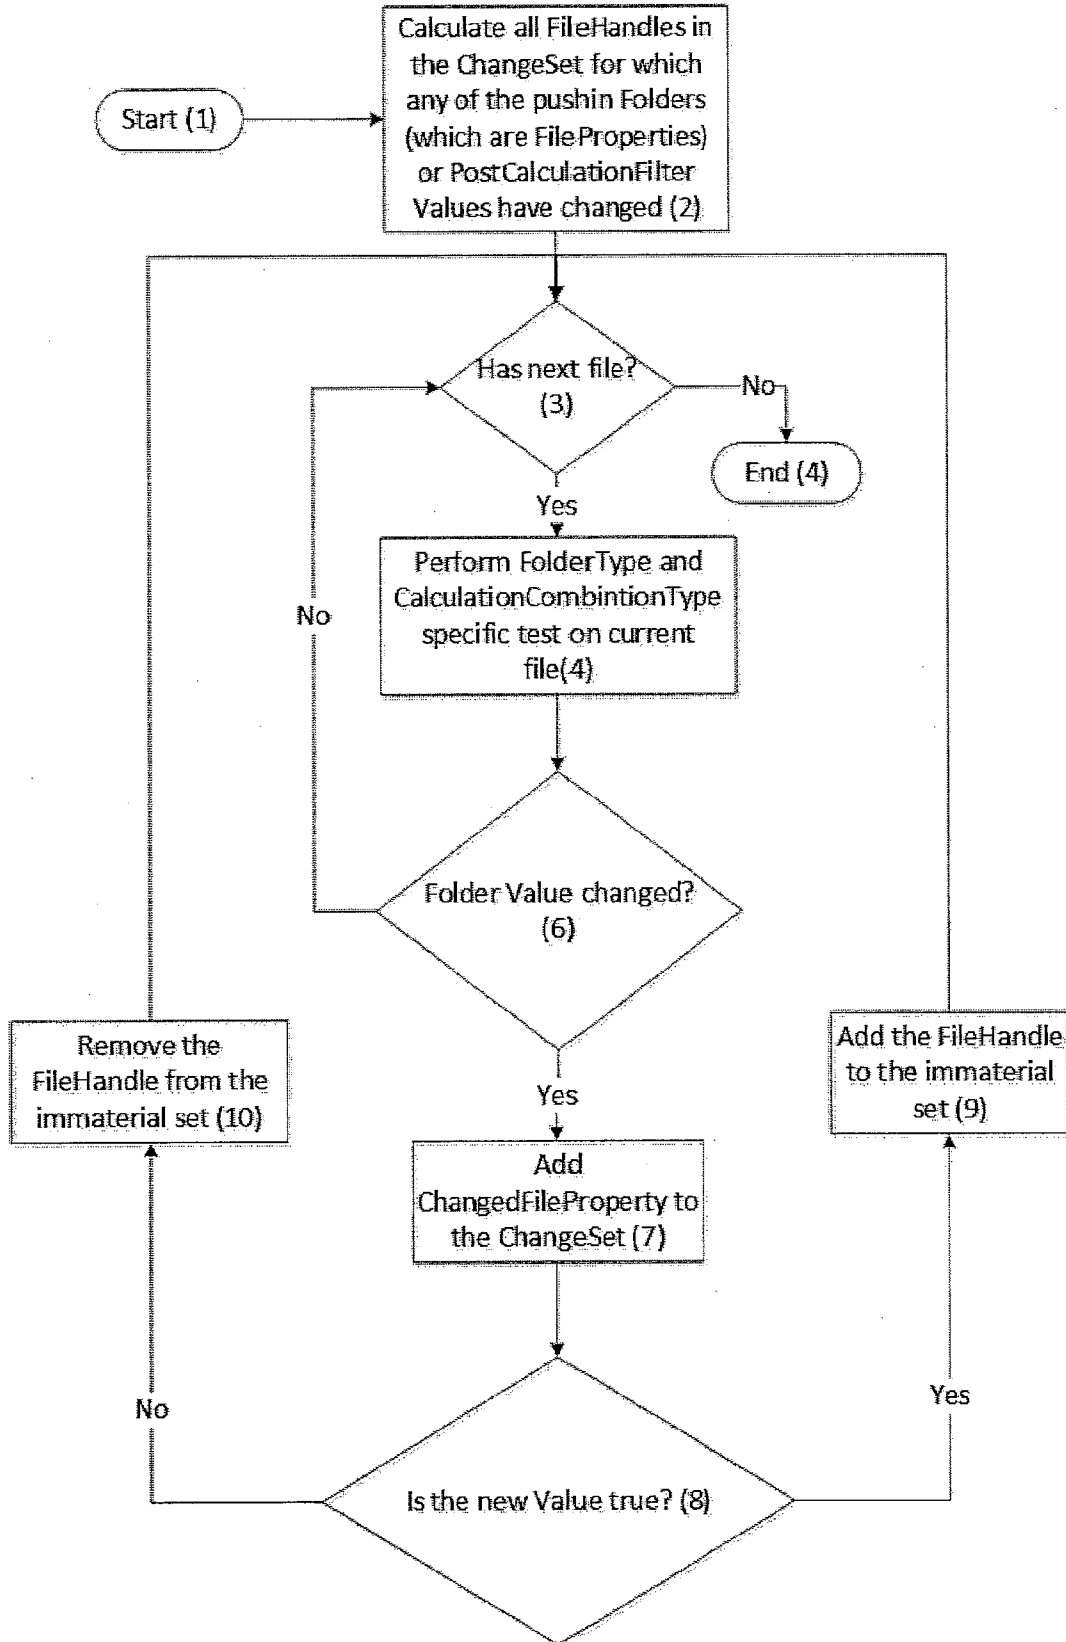 Calculate all FileHandles in
the ChangeSet for which
any of the pushin Folders
(which are FileProperties)
or PostCalculationFilter
Values have changed (2)
Start (1)
Has next file?
(3)
No
End (4)
Yes
Perform FolderType and
CalculationCombintionType
specific test on current
file(4)
No
Folder Value changed?
(6)
Remove the
FileHandle from the
immaterial set (10)
Add the FileHandle
to the immaterial
set (9)
Yes
Add
ChangedFileProperty to
the ChangeSet (7)
No
Yes
Is the new Value true? (8)